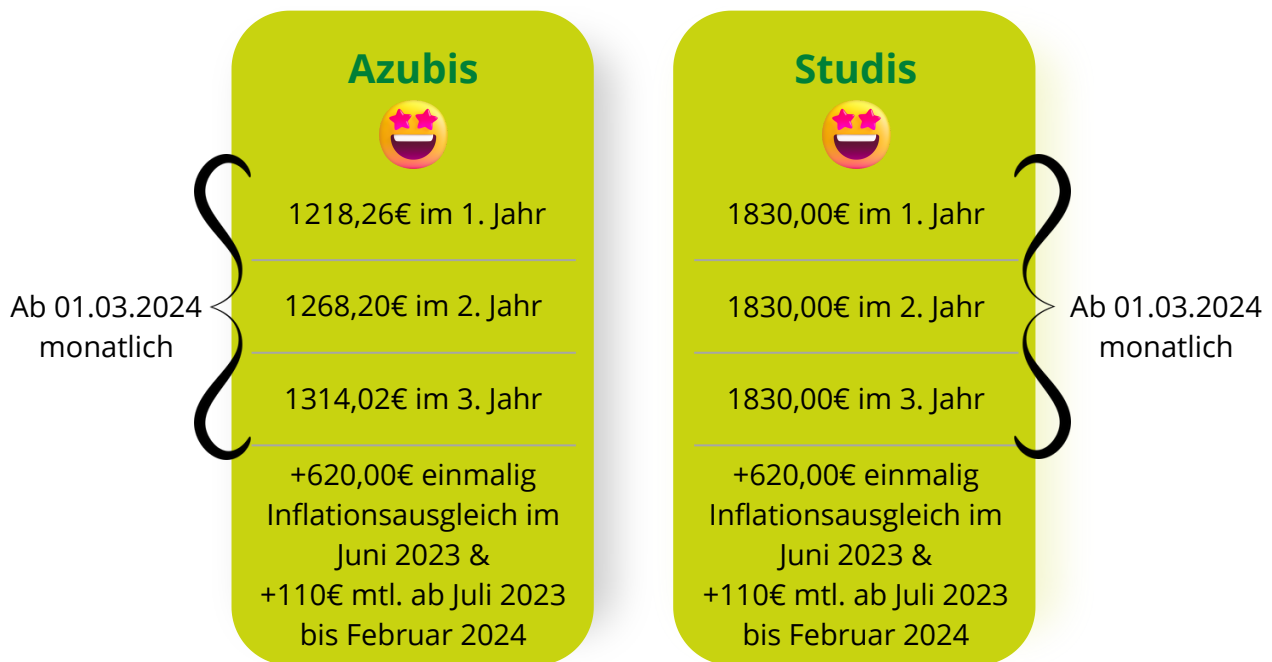 Azubis
1218,26€ im 1. Jahr
1268,20€ im 2. Jahr
1314,02€ im 3. Jahr
Ab 01.03.2024
monatlich
+620,00€ einmalig
Inflationsausgleich im
Juni 2023 &
+110€ mtl. ab Juli 2023
bis Februar 2024
Studis
1830,00€ im 1. Jahr
1830,00€ im 2. Jahr
1830,00€ im 3. Jahr
Ab 01.03.2024
monatlich
+620,00€ einmalig
Inflationsausgleich im
Juni 2023 &
+110€ mtl. ab Juli 2023
bis Februar 2024